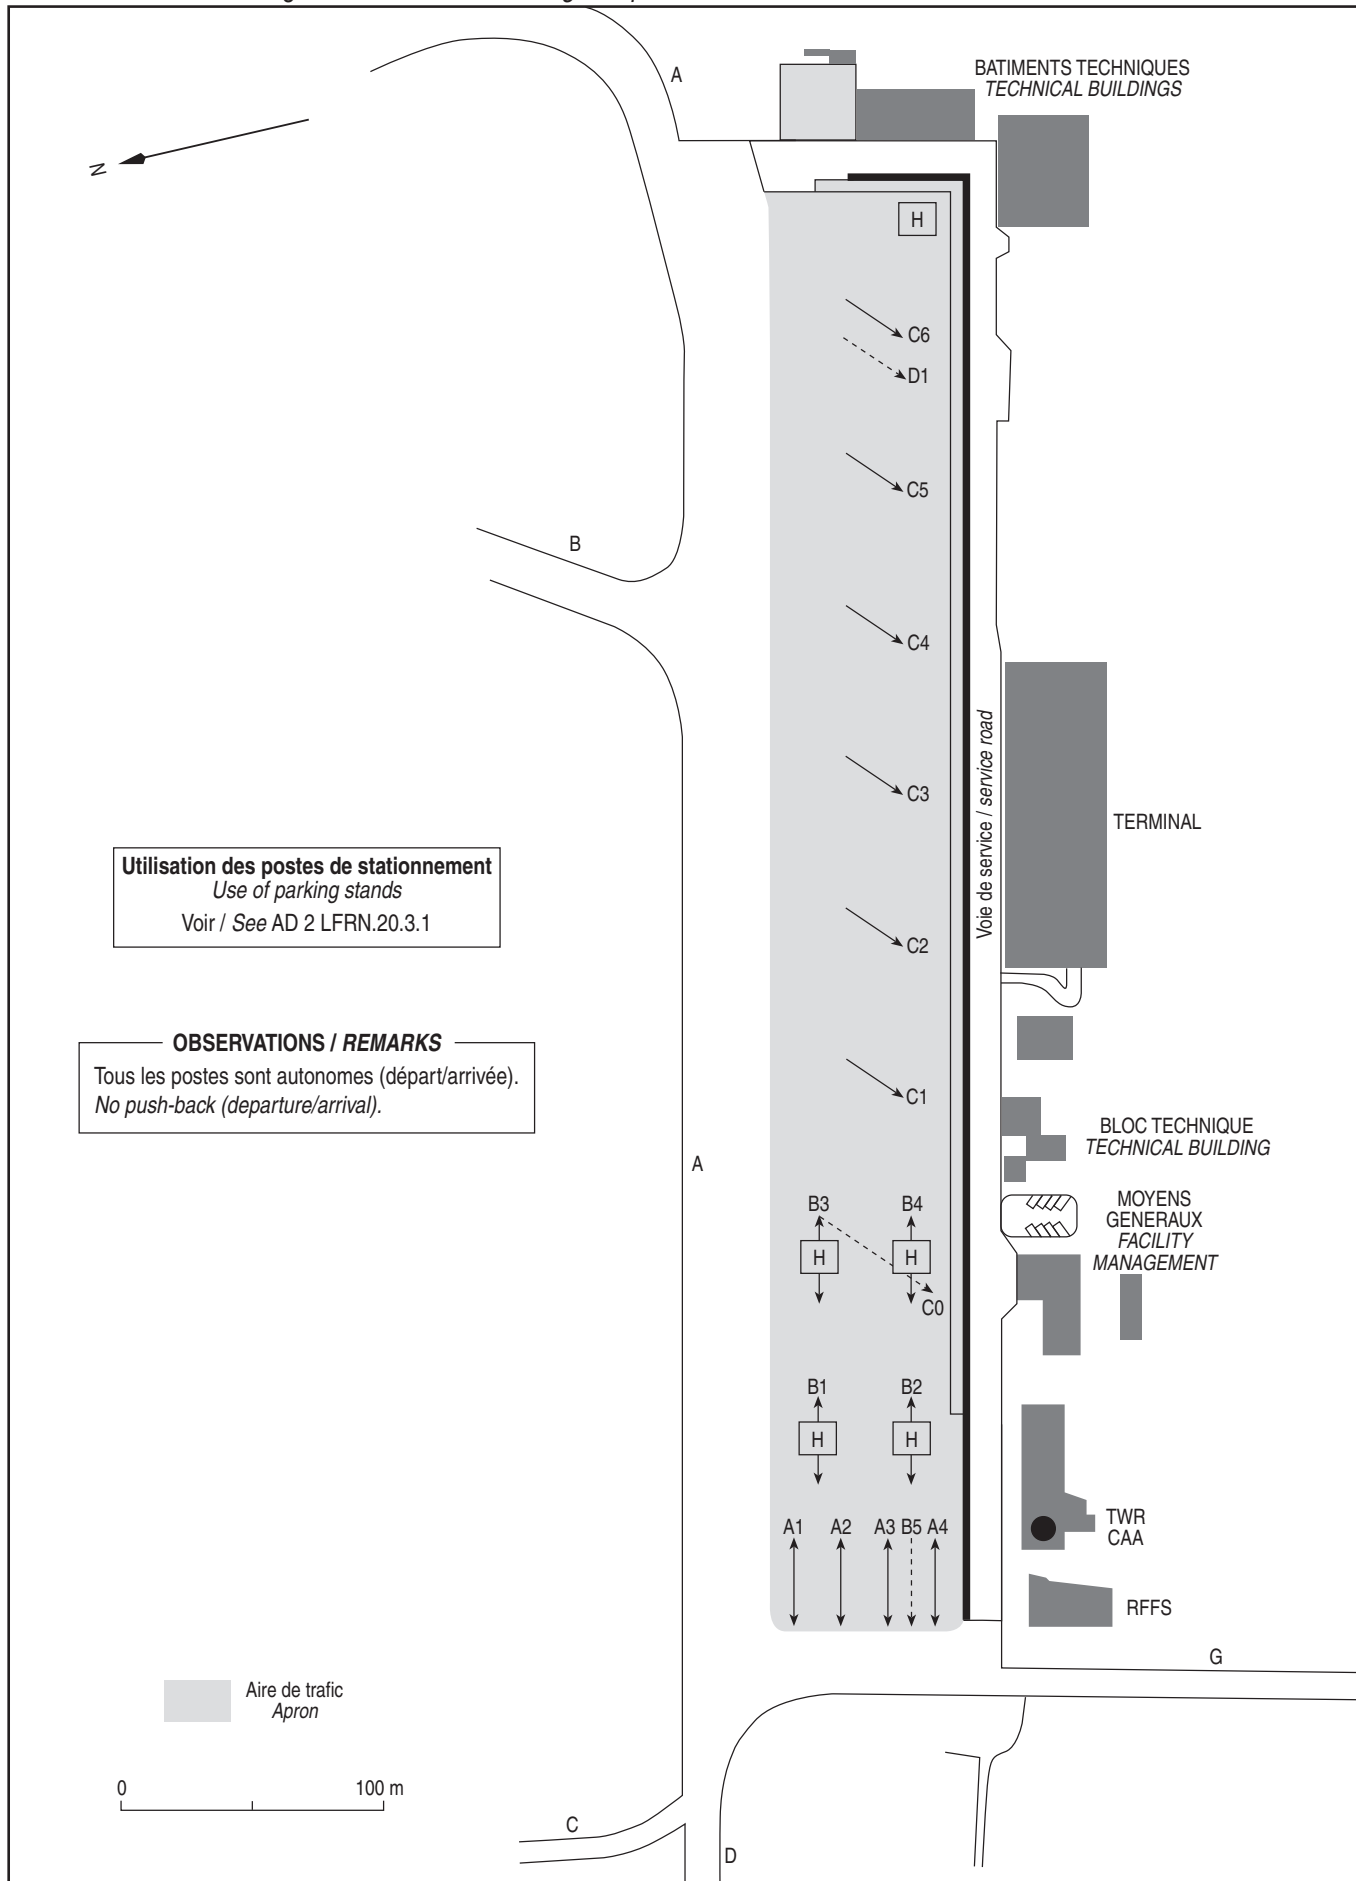 A
BATIMENTS TECHNIQUES
TECHNICAL BUILDINGS
N
H
C6
D1
C5
B
C4
C3
Voie de service / service road
TERMINAL
Utilisation des postes de stationnement
Use of parking stands
Voir / See AD 2 LFRN.20.3.1
C2
OBSERVATIONS / REMARKS
Tous les postes sont autonomes (départ/arrivée).
No push-back (departure/arrival).
C1
BLOC TECHNIQUE
TECHNICAL BUILDING
A
MOYENS
GENERAUX
FACILITY
MANAGEMENT
B3
B4
H
H
C0
B1
B2
H
H
A1
A2
A3
B5
A4
TWR
CAA
RFFS
G
Aire de trafic
Apron
0
100 m
C
D